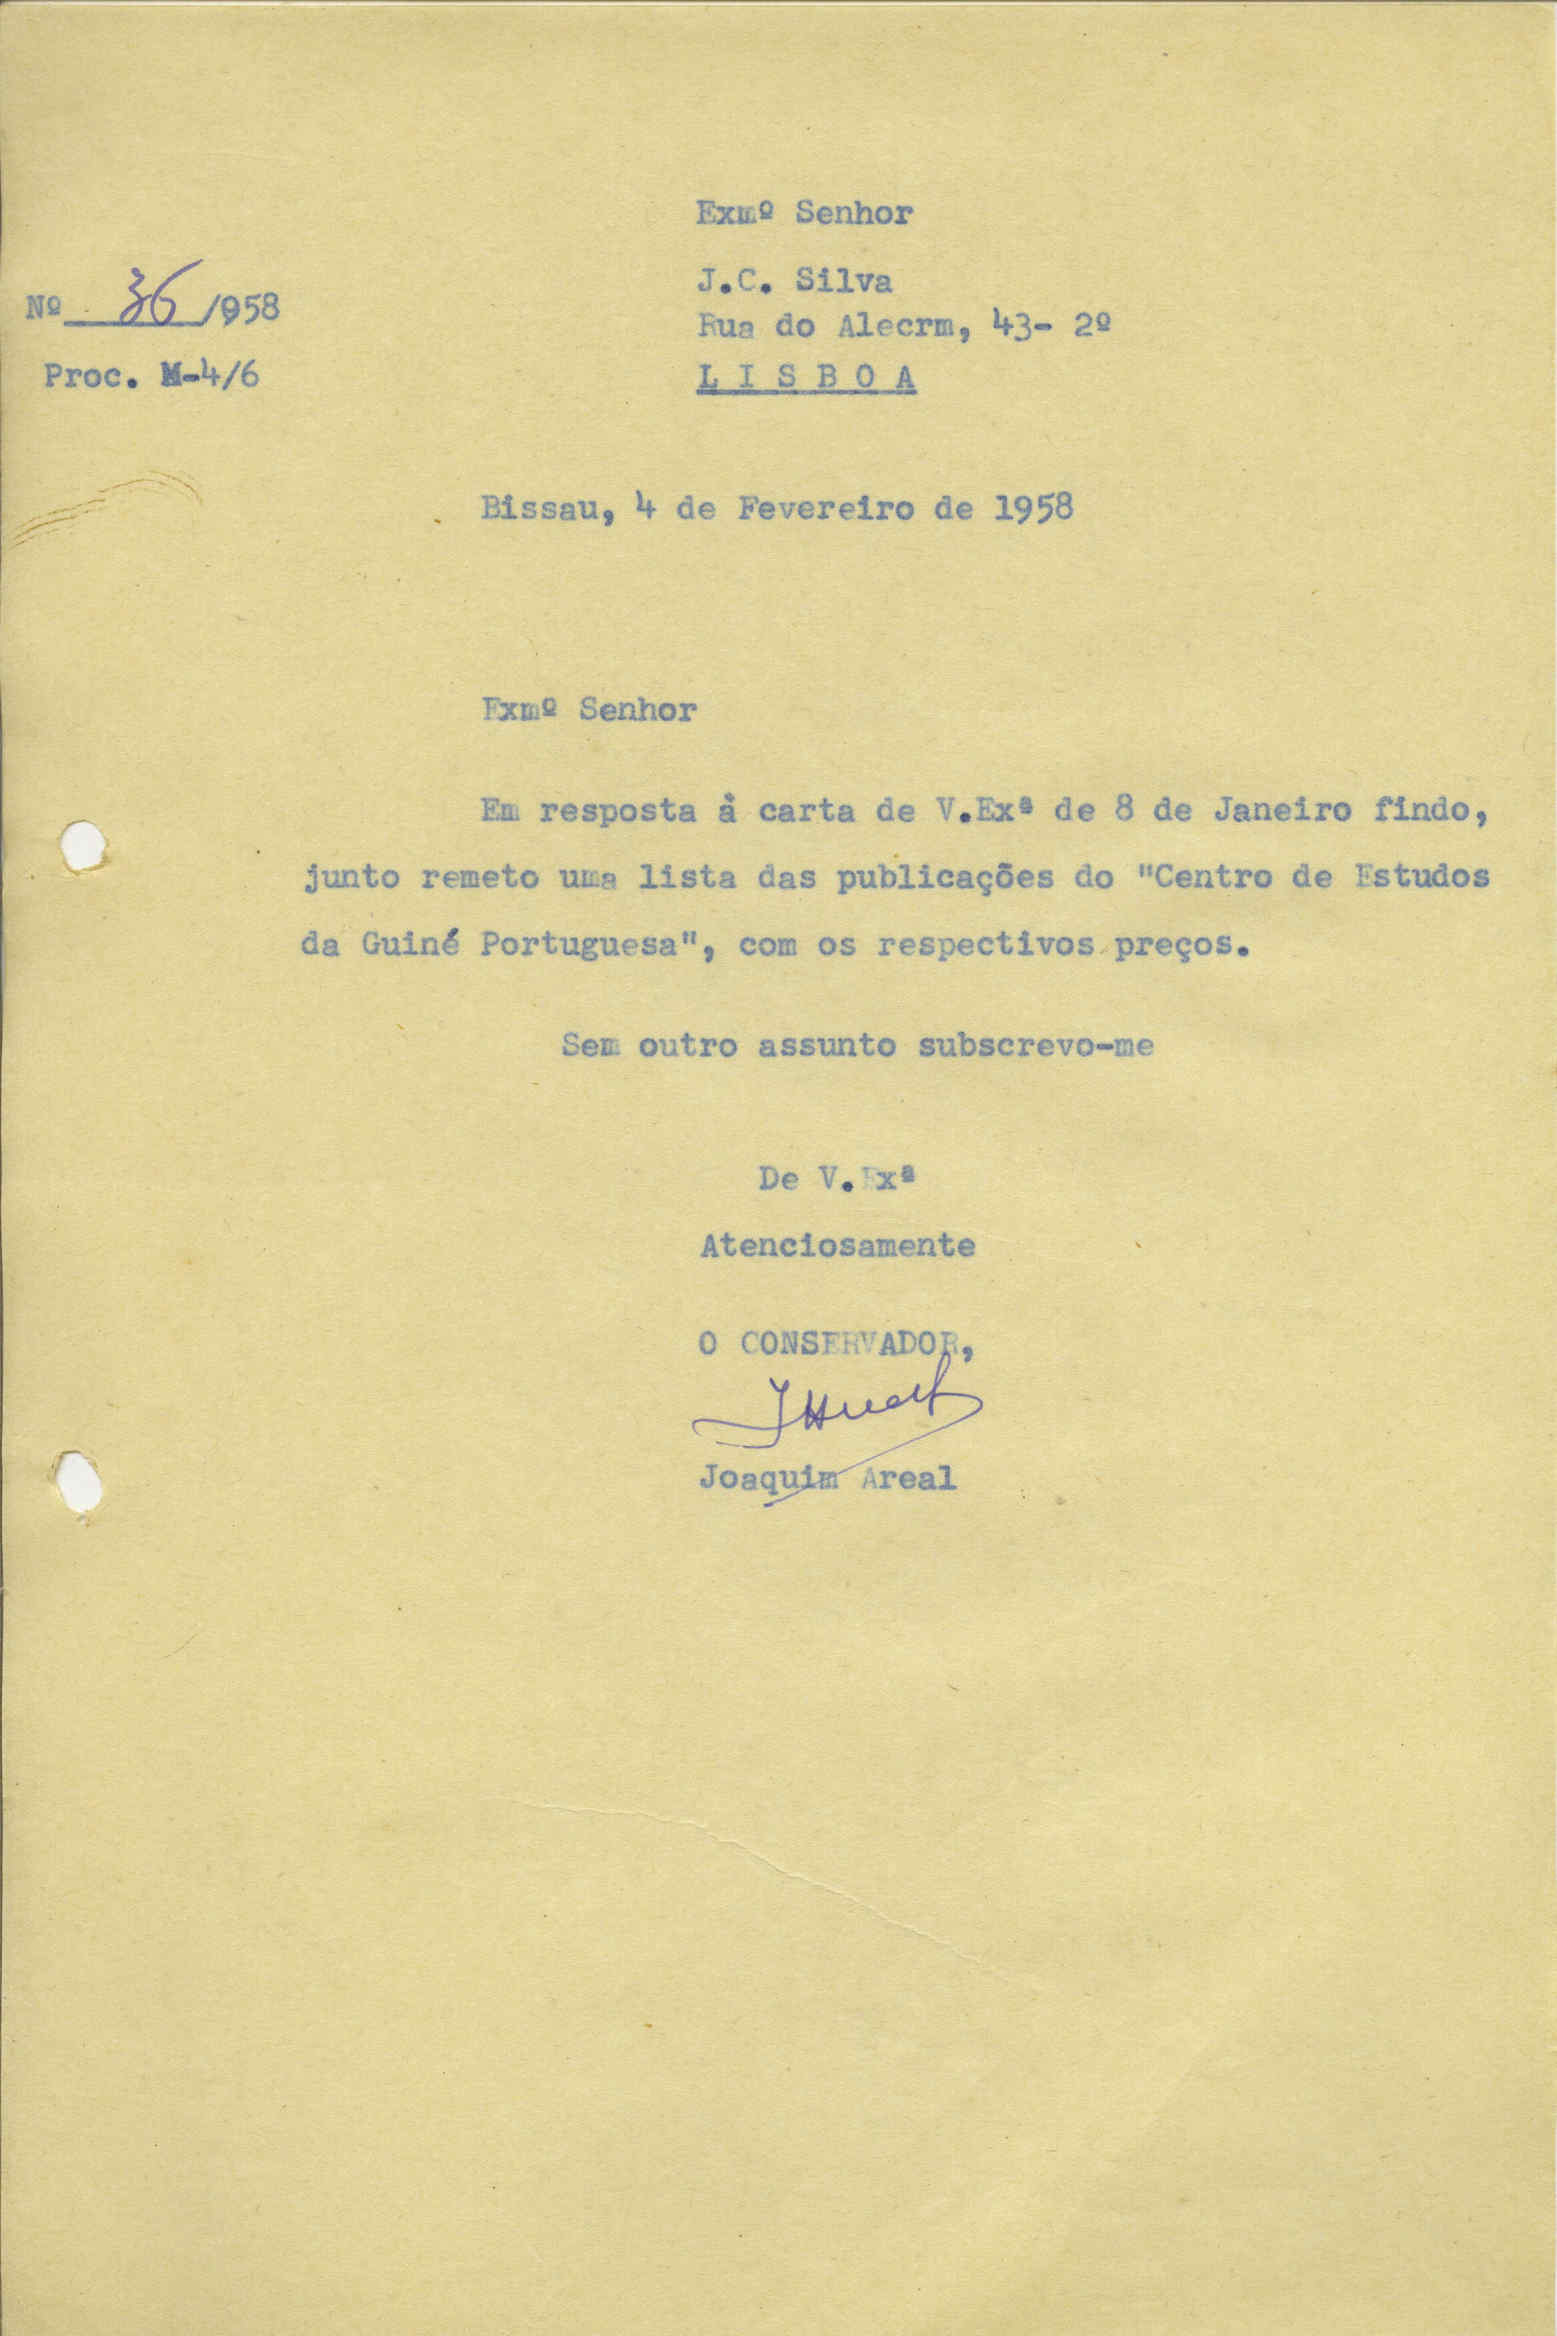 Exmº Senhor
J.C. Silva
Nº 36/958
Rua do Alecrm, 43- 2º
Proc. M-4/6
L I S B O A
Bissau, 4 de Fevereiro de 1958
Exmº Senhor
Em resposta à carta de V.Exª de 8 de Janeiro findo,
junto remeto uma lista das publicações do "Centro de Estudos
da Guiné Portuguesa", com os respectivos preços.
Sem outro assunto subscrevo-me
De V.Exª
Atenciosamente
O CONSERVADOR,
Joaquim Areal